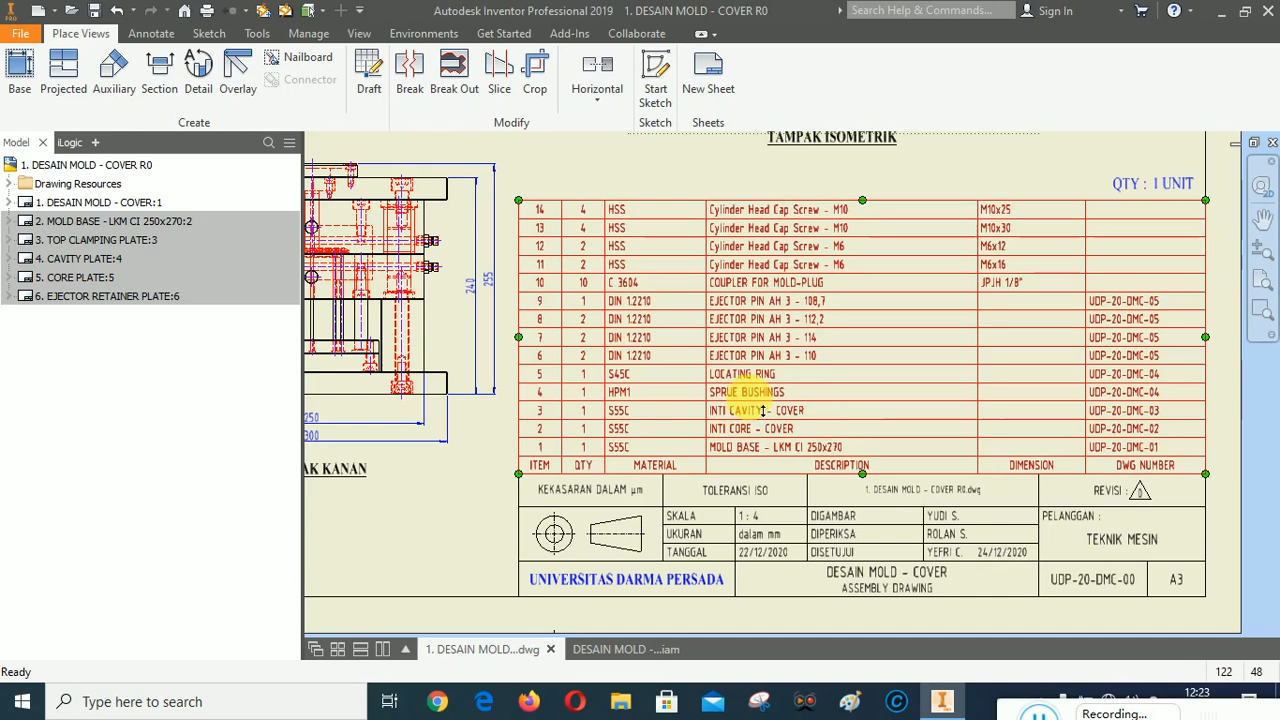 Autodesk Inventor Professional 2019 1. DESAIN MOLD - COVER R0
Search Help & Commands...
Sign In
File Place Views Annotate Sketch Tools Manage View Environments Get Started Add-Ins Collaborate
Base Projected Auxiliary Section Detail Overlay
Nailboard
Connector
Draft
Break Break Out Slice Crop
Horizontal
Start
Sketch
New Sheet
Create Modify Sketch Sheets
Model iLogic
1. DESAIN MOLD - COVER R0
Drawing Resources
1. DESAIN MOLD - COVER:1
2. MOLD BASE - LKM CI 250x270:2
3. TOP CLAMPING PLATE:3
4. CAVITY PLATE:4
5. CORE PLATE:5
6. EJECTOR RETAINER PLATE:6
TAMPAK ISOMETRIK
QTY : 1 UNIT
240
255
250
300
AK KANAN
14 4 HSS Cylinder Head Cap Screw - M10 M10x25
13 4 HSS Cylinder Head Cap Screw - M10 M10x30
12 2 HSS Cylinder Head Cap Screw - M6 M6x12
11 2 HSS Cylinder Head Cap Screw - M6 M6x16
10 10 C 3604 COUPLER FOR MOLD-PLUG JPJH 1/8"
9 1 DIN 1.2210 EJECTOR PIN AH 3 - 108,7 UDP-20-DMC-05
8 2 DIN 1.2210 EJECTOR PIN AH 3 - 112,2 UDP-20-DMC-05
7 2 DIN 1.2210 EJECTOR PIN AH 3 - 114 UDP-20-DMC-05
6 2 DIN 1.2210 EJECTOR PIN AH 3 - 110 UDP-20-DMC-05
5 1 S45C LOCATING RING UDP-20-DMC-04
4 1 HPM1 SPRUE BUSHINGS UDP-20-DMC-04
3 1 S55C INTI CAVITY - COVER UDP-20-DMC-03
2 1 S55C INTI CORE - COVER UDP-20-DMC-02
1 1 S55C MOLD BASE - LKM CI 250x270 UDP-20-DMC-01
ITEM QTY MATERIAL DESCRIPTION DIMENSION DWG NUMBER
KEKASARAN DALAM µm TOLERANSI ISO 1. DESAIN MOLD - COVER R0.dwg REVISI : 0
SKALA 1 : 4 DIGAMBAR YUDI S. PELANGGAN :
UKURAN dalam mm DIPERIKSA ROLAN S. TEKNIK MESIN
TANGGAL 22/12/2020 DISETUJUI YEFRI C. 24/12/2020
UNIVERSITAS DARMA PERSADA
DESAIN MOLD - COVER
ASSEMBLY DRAWING
UDP-20-DMC-00 A3
1. DESAIN MOLD...dwg DESAIN MOLD -...iam
Ready
122 48
Type here to search
12:23
Recording...